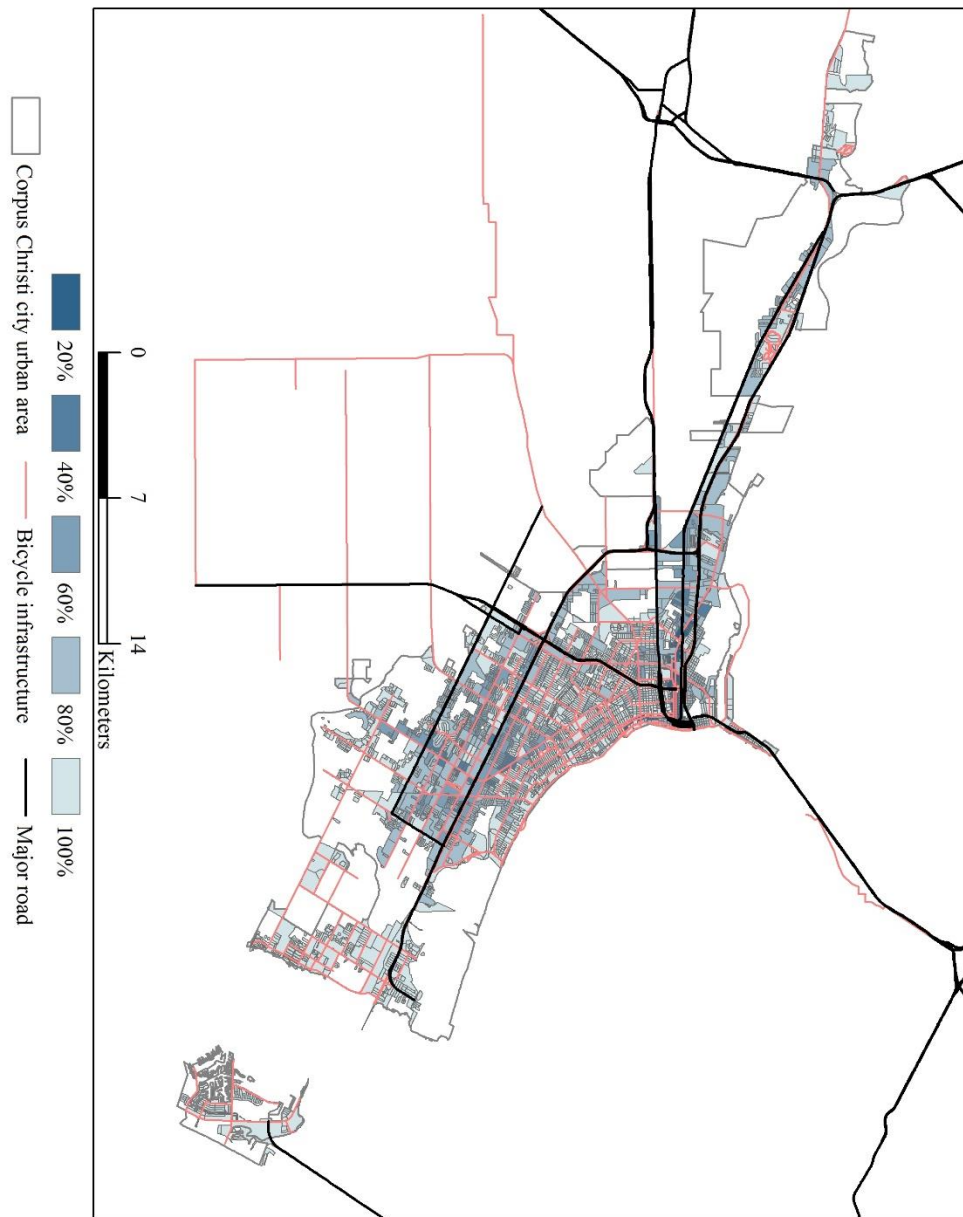 0 7 14
Kilometers
20% 40% 60% 80% 100%
Corpus Christi city urban area Bicycle infrastructure Major road